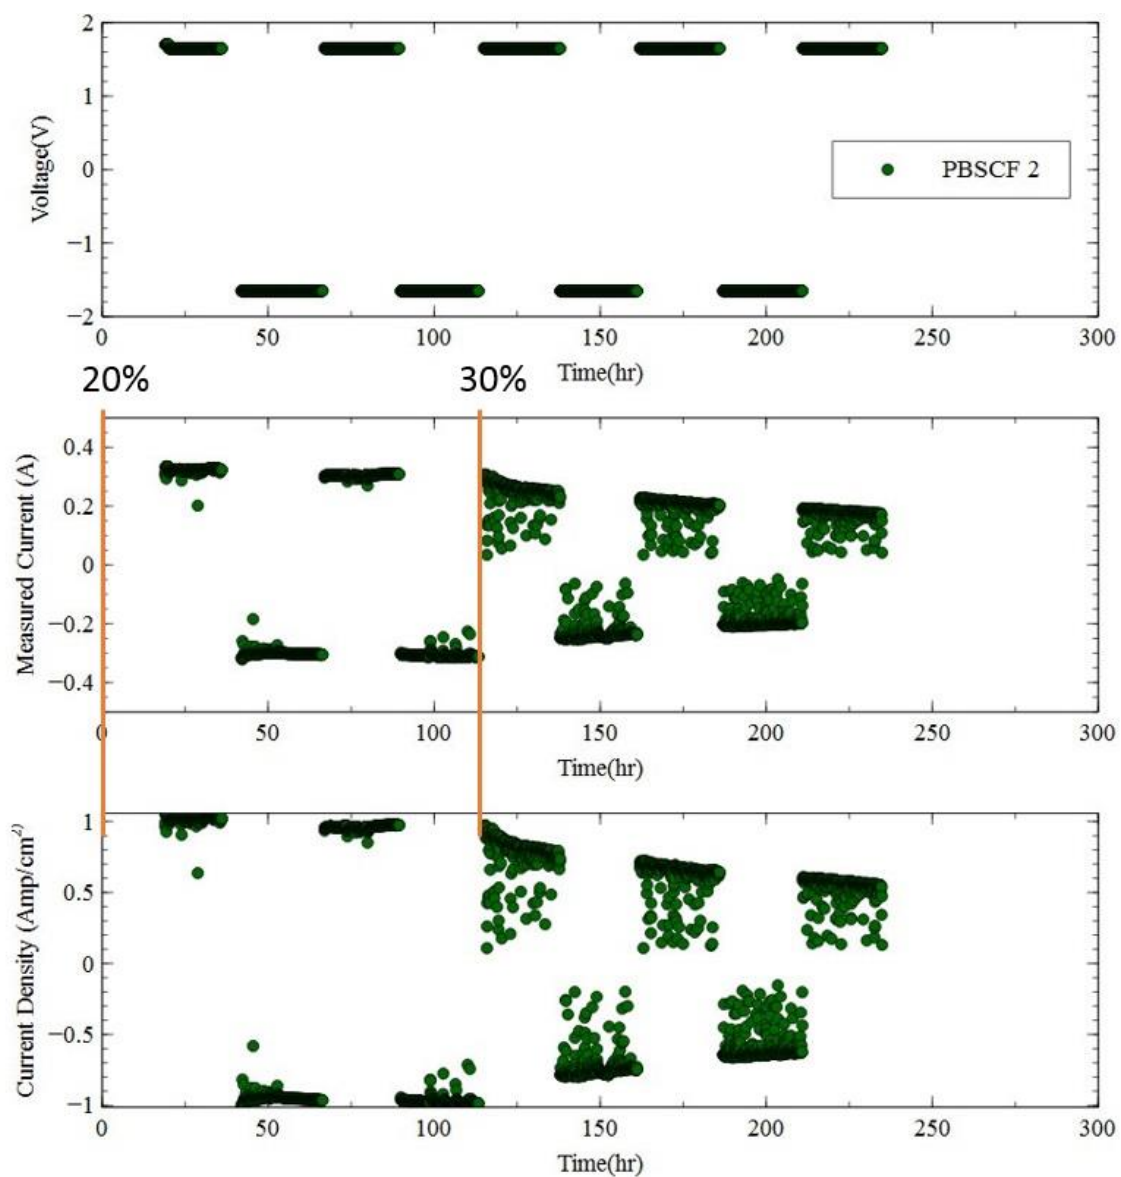 2
1
0
−1
−2
Voltage(V)
PBSCF 2
0 50 100 150 200 250 300
Time(hr)
20% 30%
0.4
0.2
0
−0.2
−0.4
Measured Current (A)
0 50 100 150 200 250 300
Time(hr)
1
0.5
0
−0.5
−1
Current Density (Amp/cm²⁾
0 50 100 150 200 250 300
Time(hr)